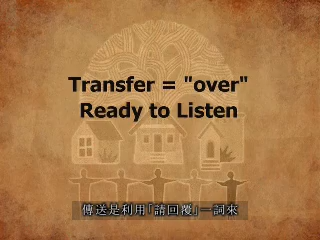 Transfer = "over"
Ready to Listen
傳送是利用「請回覆」一詞來